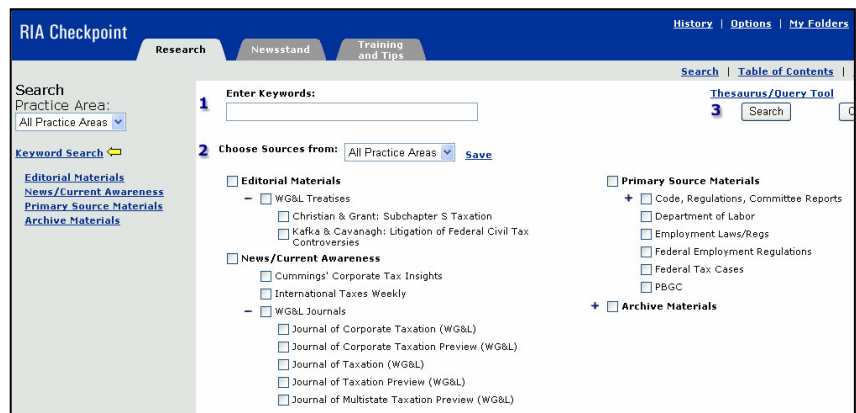 RIA Checkpoint
History | Options | My Folders
Research
Newsstand
Training
and Tips
Search | Table of Contents |
Search
Practice Area:
All Practice Areas
Keyword Search
Editorial Materials
News/Current Awareness
Primary Source Materials
Archive Materials
1 Enter Keywords:
Thesaurus/Query Tool
3 Search
2 Choose Sources from: All Practice Areas Save
Editorial Materials
WG&L Treatises
Christian & Grant: Subchapter S Taxation
Kafka & Cavanagh: Litigation of Federal Civil Tax
Controversies
News/Current Awareness
Cummings' Corporate Tax Insights
International Taxes Weekly
WG&L Journals
Journal of Corporate Taxation (WG&L)
Journal of Corporate Taxation Preview (WG&L)
Journal of Taxation (WG&L)
Journal of Taxation Preview (WG&L)
Journal of Multistate Taxation Preview (WG&L)
Primary Source Materials
Code, Regulations, Committee Reports
Department of Labor
Employment Laws/Regs
Federal Employment Regulations
Federal Tax Cases
PBGC
Archive Materials